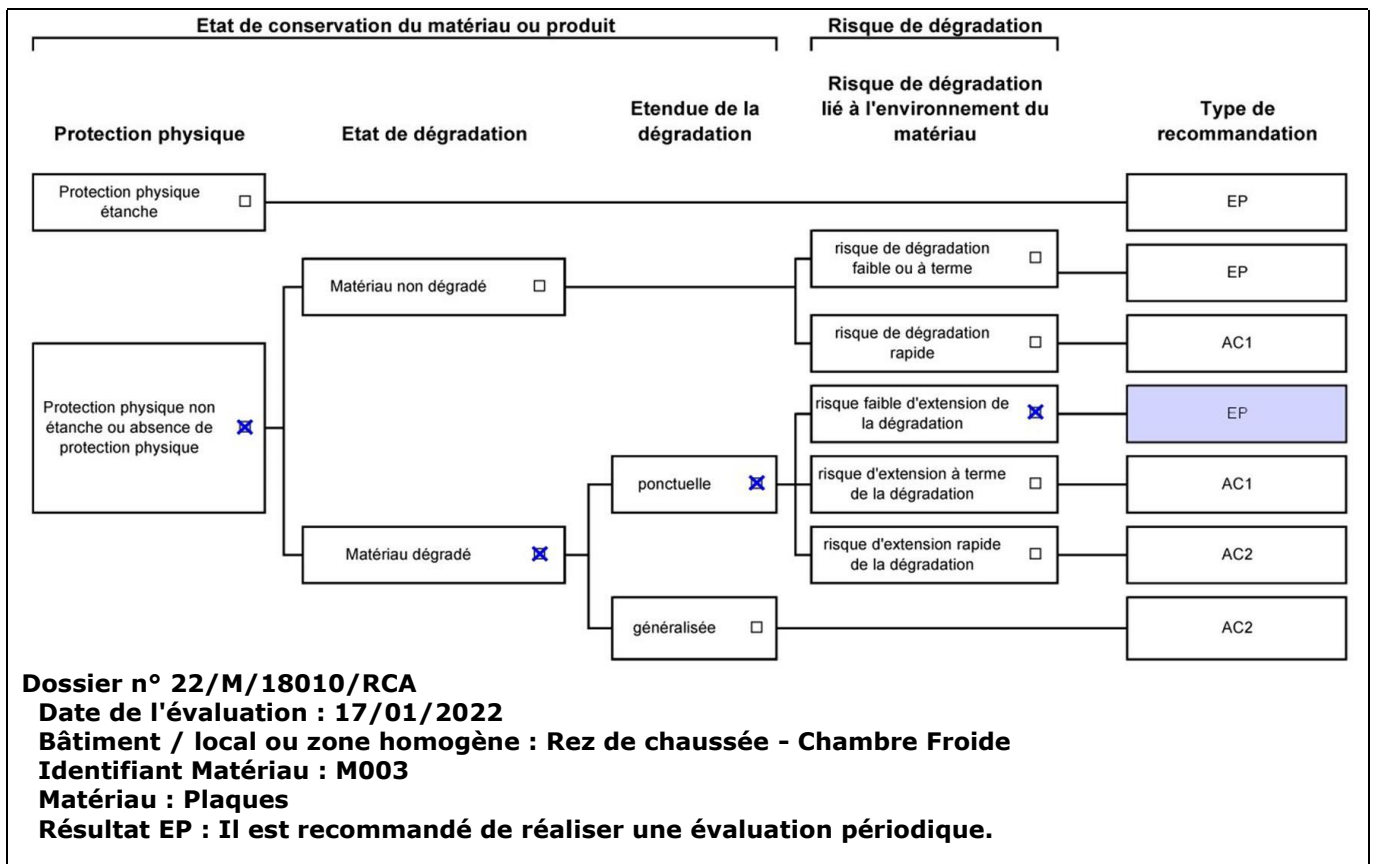 Etat de conservation du matériau ou produit
Risque de dégradation
Protection physique
Etat de dégradation
Etendue de la
dégradation
Risque de dégradation
lié à l'environnement du
matériau
Type de
recommandation
Protection physique
étanche
EP
Protection physique non
étanche ou absence de
protection physique
Matériau non dégradé
risque de dégradation
faible ou à terme
EP
risque de dégradation
rapide
AC1
Matériau dégradé
ponctuelle
risque faible d'extension de
la dégradation
EP
risque d'extension à terme
de la dégradation
AC1
risque d'extension rapide
de la dégradation
AC2
généralisée
AC2
Dossier n° 22/M/18010/RCA
Date de l'évaluation : 17/01/2022
Bâtiment / local ou zone homogène : Rez de chaussée - Chambre Froide
Identifiant Matériau : M003
Matériau : Plaques
Résultat EP : Il est recommandé de réaliser une évaluation périodique.